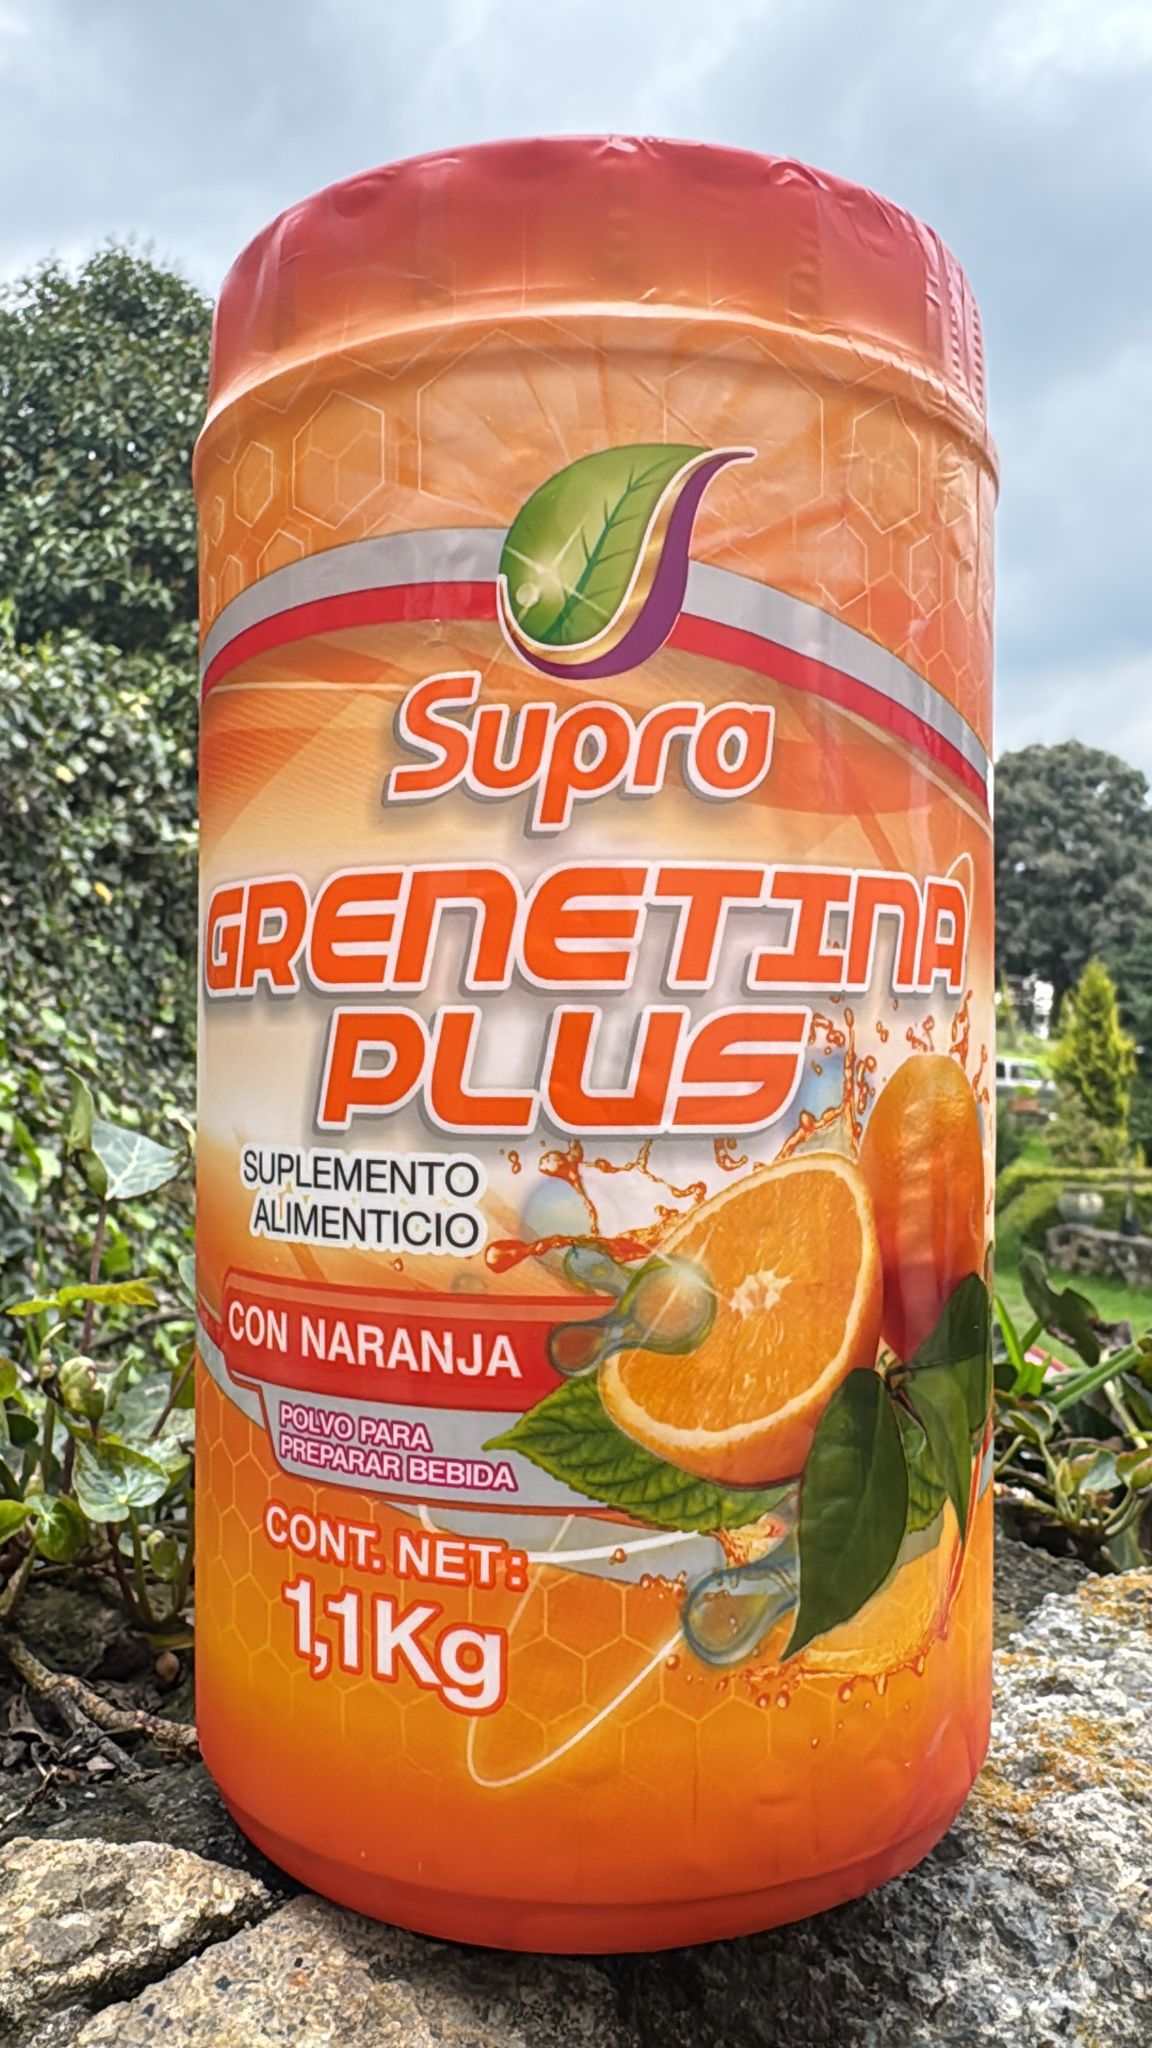 Supra
GRENETINA
PLUS
SUPLEMENTO
ALIMENTICIO
CON NARANJA
POLVO PARA
PREPARAR BEBIDA
CONT. NET:
1,1Kg